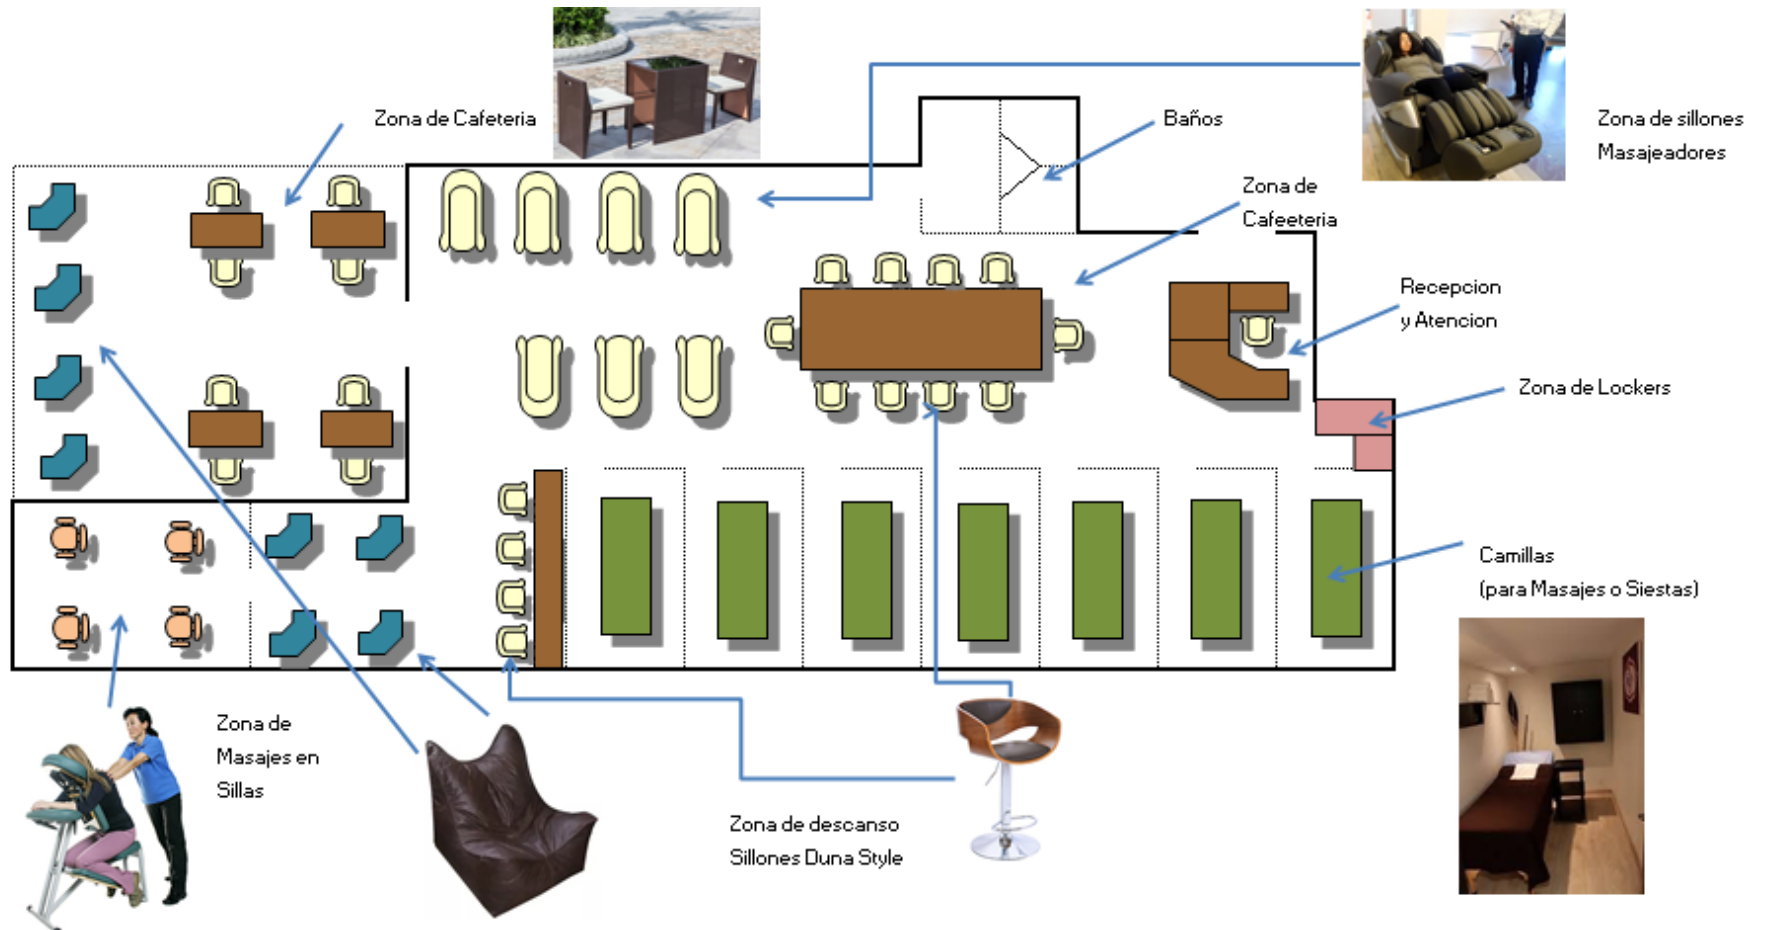 Zona de Cafeteria
Baños
Zona de sillones
Masajeadores
Zona de
Cafeeteria
Recepcion
y Atencion
Zona de Lockers
Camillas
(para Masajes o Siestas)
Zona de
Masajes en
Sillas
Zona de descanso
Sillones Duna Style